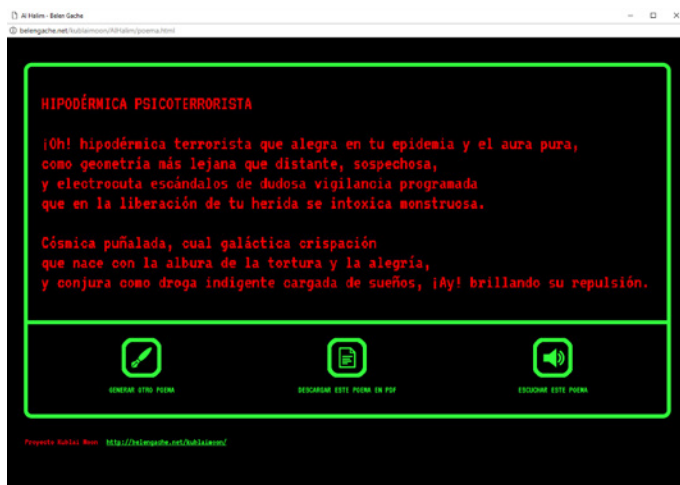 Al Halim - Belen Gache
belengache.net/kublaimoon/AlHalim/poema.html
HIPODÉRMICA PSICOTERRORISTA
¡Oh! hipodérmica terrorista que alegra en tu epidemia y el aura pura,
como geometría más lejana que distante, sospechosa,
y electrocuta escándalos de dudosa vigilancia programada
que en la liberación de tu herida se intoxica monstruosa.
Cósmica puñalada, cual galáctica crispación
que nace con la albura de la tortura y la alegría,
y conjura como droga indigente cargada de sueños, ¡Ay! brillando su repulsión.
GENERAR OTRO POEMA
DESCARGAR ESTE POEMA EN PDF
ESCUCHAR ESTE POEMA
Proyecto Kublai Moon. http://belengache.net/kublaimoon/